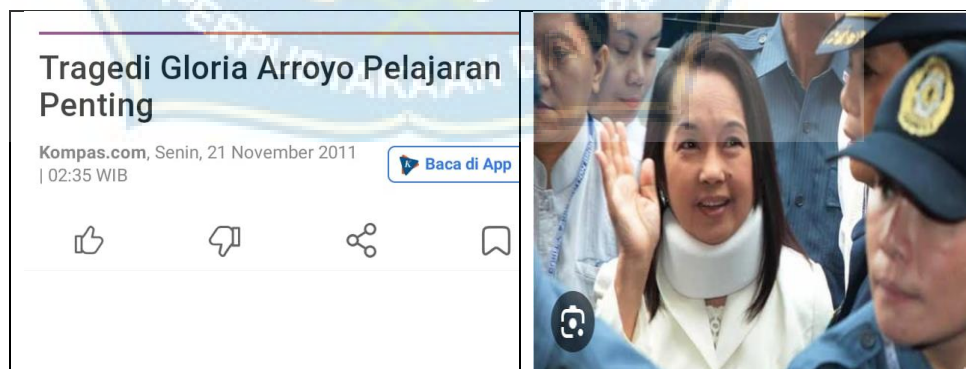 Tragedi Gloria Arroyo Pelajaran
Penting
Kompas.com, Senin, 21 November 2011
| 02:35 WIB
Baca di App